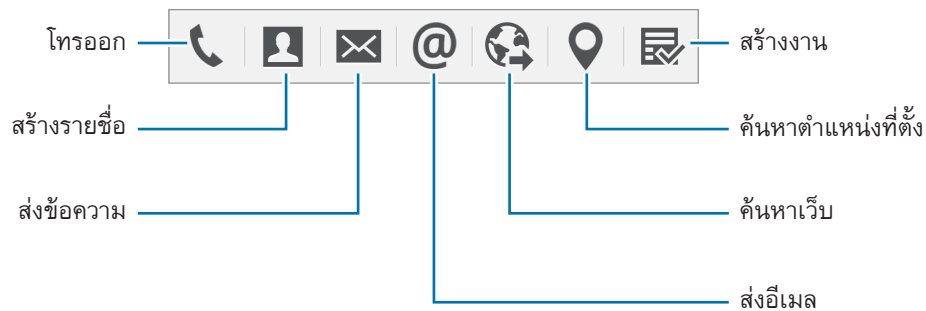 โทรออก
สร้างงาน
สร้างรายชื่อ
ค้นหาตำแหน่งที่ตั้ง
ส่งข้อความ
ค้นหาเว็บ
ส่งอีเมล